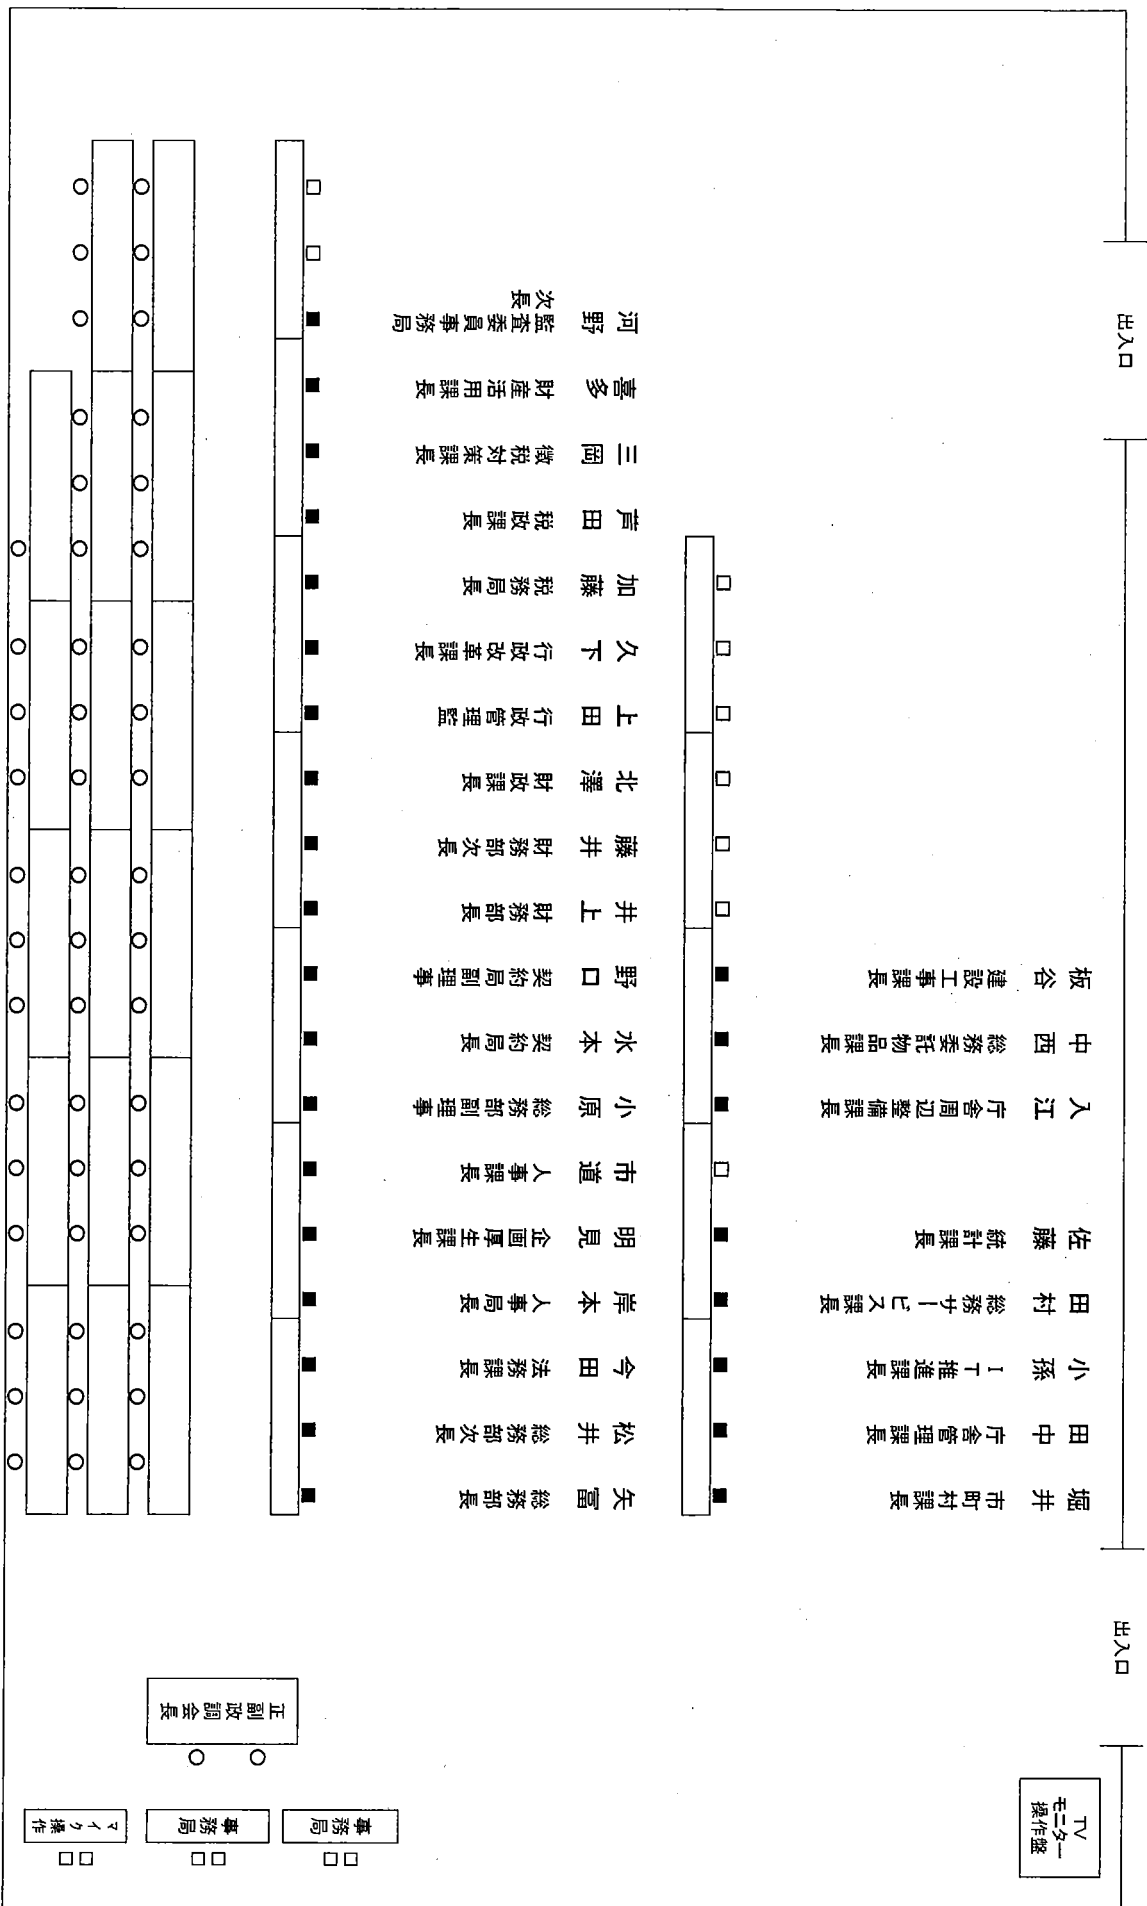 出入口
出入口
TV
モニター
操作盤
堀井 市町村課長
田中 庁舎管理課長
小孫 IT推進課長
田村 総務サービス課長
佐藤 統計課長
入江 庁舎周辺整備課長
中西 総務委託物品課長
板谷 建設工事課長
矢富 総務部長
松井 総務部次長
今田 法務課長
岸本 人事局長
明見 企画厚生課長
市道 人事課長
小原 総務部副理事
水本 契約局長
野口 契約局副理事
井上 財務部長
藤井 財務部次長
北澤 財政課長
上田 行政管理監
久下 行政改革課長
加藤 税務局長
芦田 税政課長
三岡 徴税対策課長
喜多 財産活用課長
河野 監査委員事務局
次長
正副政調会長
事務局
事務局
マイク操作